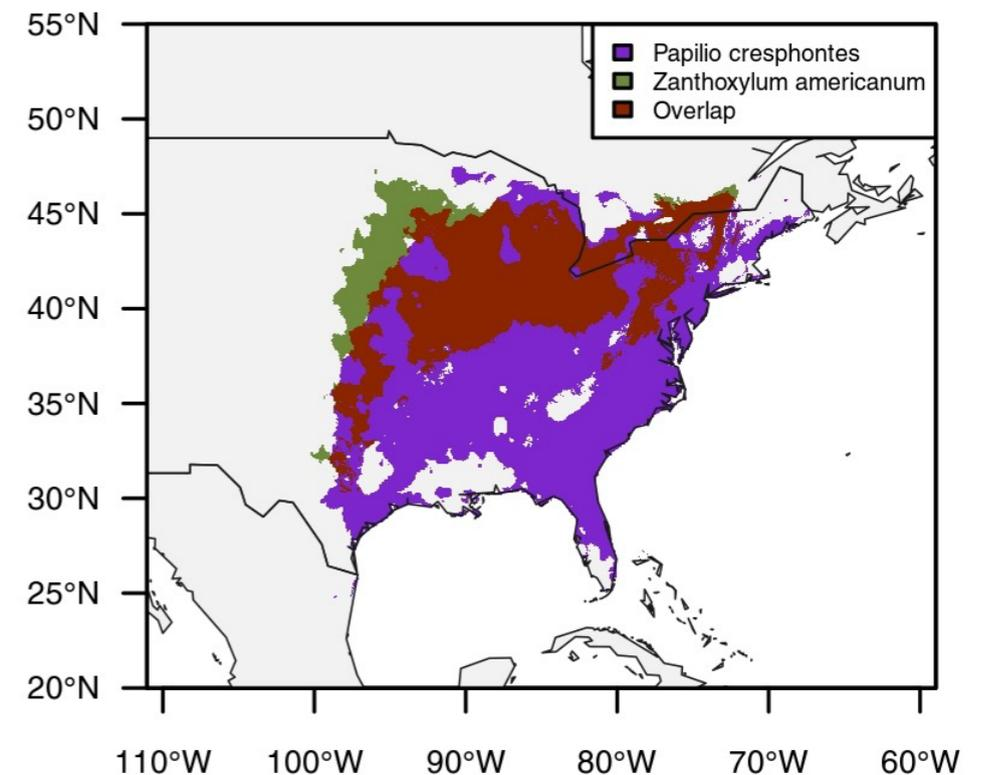 55°N
50°N
45°N
40°N
35°N
30°N
25°N
20°N
Papilio cresphontes
Zanthoxylum americanum
Overlap
110°W 100°W 90°W 80°W 70°W 60°W